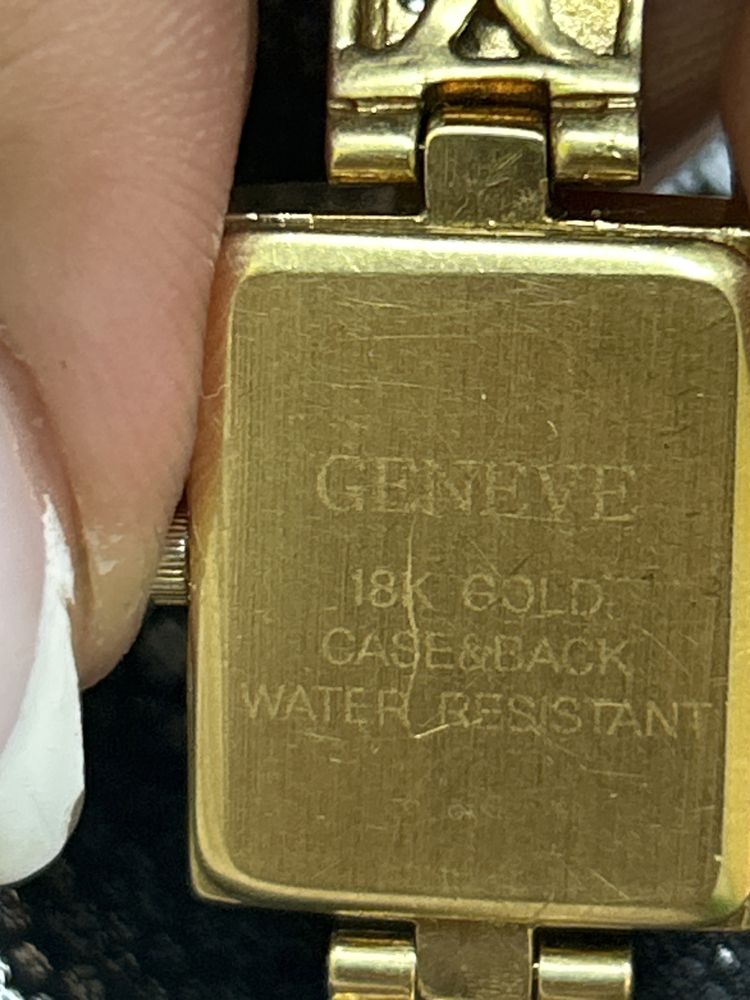 GENEVE
18K GOLD
CASE&BACK
WATER RESISTANT